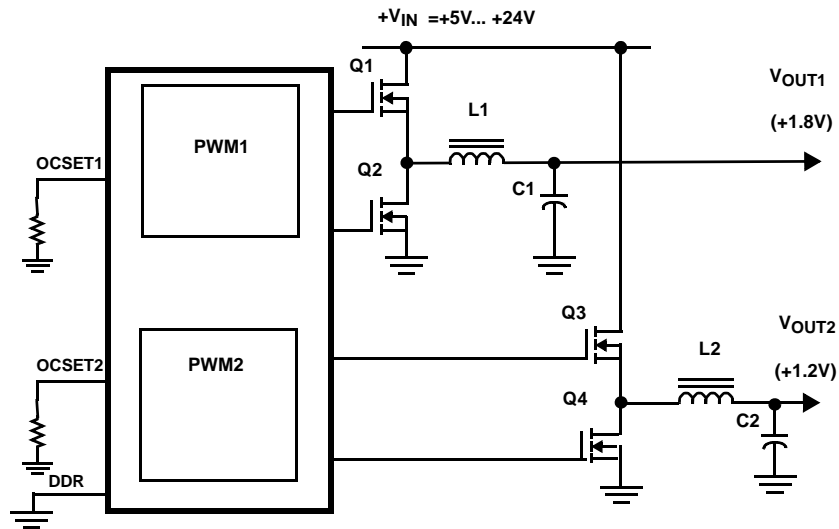 +VIN =+5V... +24V
Q1
VOUT1
L1
(+1.8V)
PWM1
OCSET1
Q2
C1
Q3
VOUT2
L2
OCSET2
PWM2
(+1.2V)
Q4
C2
DDR